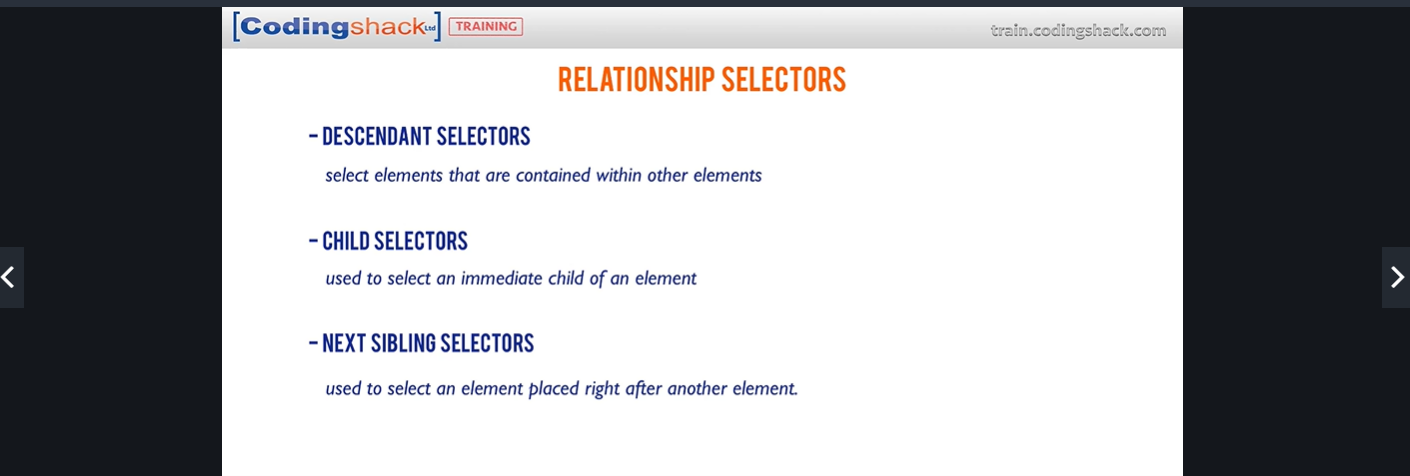 [Codingshack Ltd] TRAINING
train.codingshack.com
RELATIONSHIP SELECTORS
- DESCENDANT SELECTORS
select elements that are contained within other elements
- CHILD SELECTORS
used to select an immediate child of an element
- NEXT SIBLING SELECTORS
used to select an element placed right after another element.